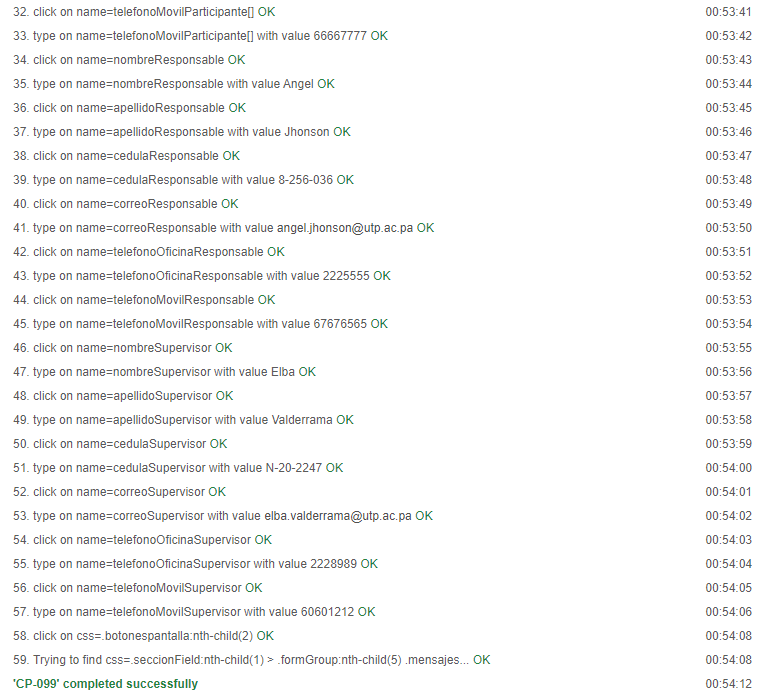 32. click on name=telefonoMovilParticipante[] OK 00:53:41
33. type on name=telefonoMovilParticipante[] with value 66667777 OK 00:53:42
34. click on name=nombreResponsable OK 00:53:43
35. type on name=nombreResponsable with value Angel OK 00:53:44
36. click on name=apellidoResponsable OK 00:53:45
37. type on name=apellidoResponsable with value Jhonson OK 00:53:46
38. click on name=cedulaResponsable OK 00:53:47
39. type on name=cedulaResponsable with value 8-256-036 OK 00:53:48
40. click on name=correoResponsable OK 00:53:49
41. type on name=correoResponsable with value angel.jhonson@utp.ac.pa OK 00:53:50
42. click on name=telefonoOficinaResponsable OK 00:53:51
43. type on name=telefonoOficinaResponsable with value 2225555 OK 00:53:52
44. click on name=telefonoMovilResponsable OK 00:53:53
45. type on name=telefonoMovilResponsable with value 67676565 OK 00:53:54
46. click on name=nombreSupervisor OK 00:53:55
47. type on name=nombreSupervisor with value Elba OK 00:53:56
48. click on name=apellidoSupervisor OK 00:53:57
49. type on name=apellidoSupervisor with value Valderrama OK 00:53:58
50. click on name=cedulaSupervisor OK 00:53:59
51. type on name=cedulaSupervisor with value N-20-2247 OK 00:54:00
52. click on name=correoSupervisor OK 00:54:01
53. type on name=correoSupervisor with value elba.valderrama@utp.ac.pa OK 00:54:02
54. click on name=telefonoOficinaSupervisor OK 00:54:03
55. type on name=telefonoOficinaSupervisor with value 2228989 OK 00:54:04
56. click on name=telefonoMovilSupervisor OK 00:54:05
57. type on name=telefonoMovilSupervisor with value 60601212 OK 00:54:06
58. click on css=.botonespantalla:nth-child(2) OK 00:54:08
59. Trying to find css=.seccionField:nth-child(1) > .formGroup:nth-child(5) .mensajes... OK 00:54:08
'CP-099' completed successfully 00:54:12